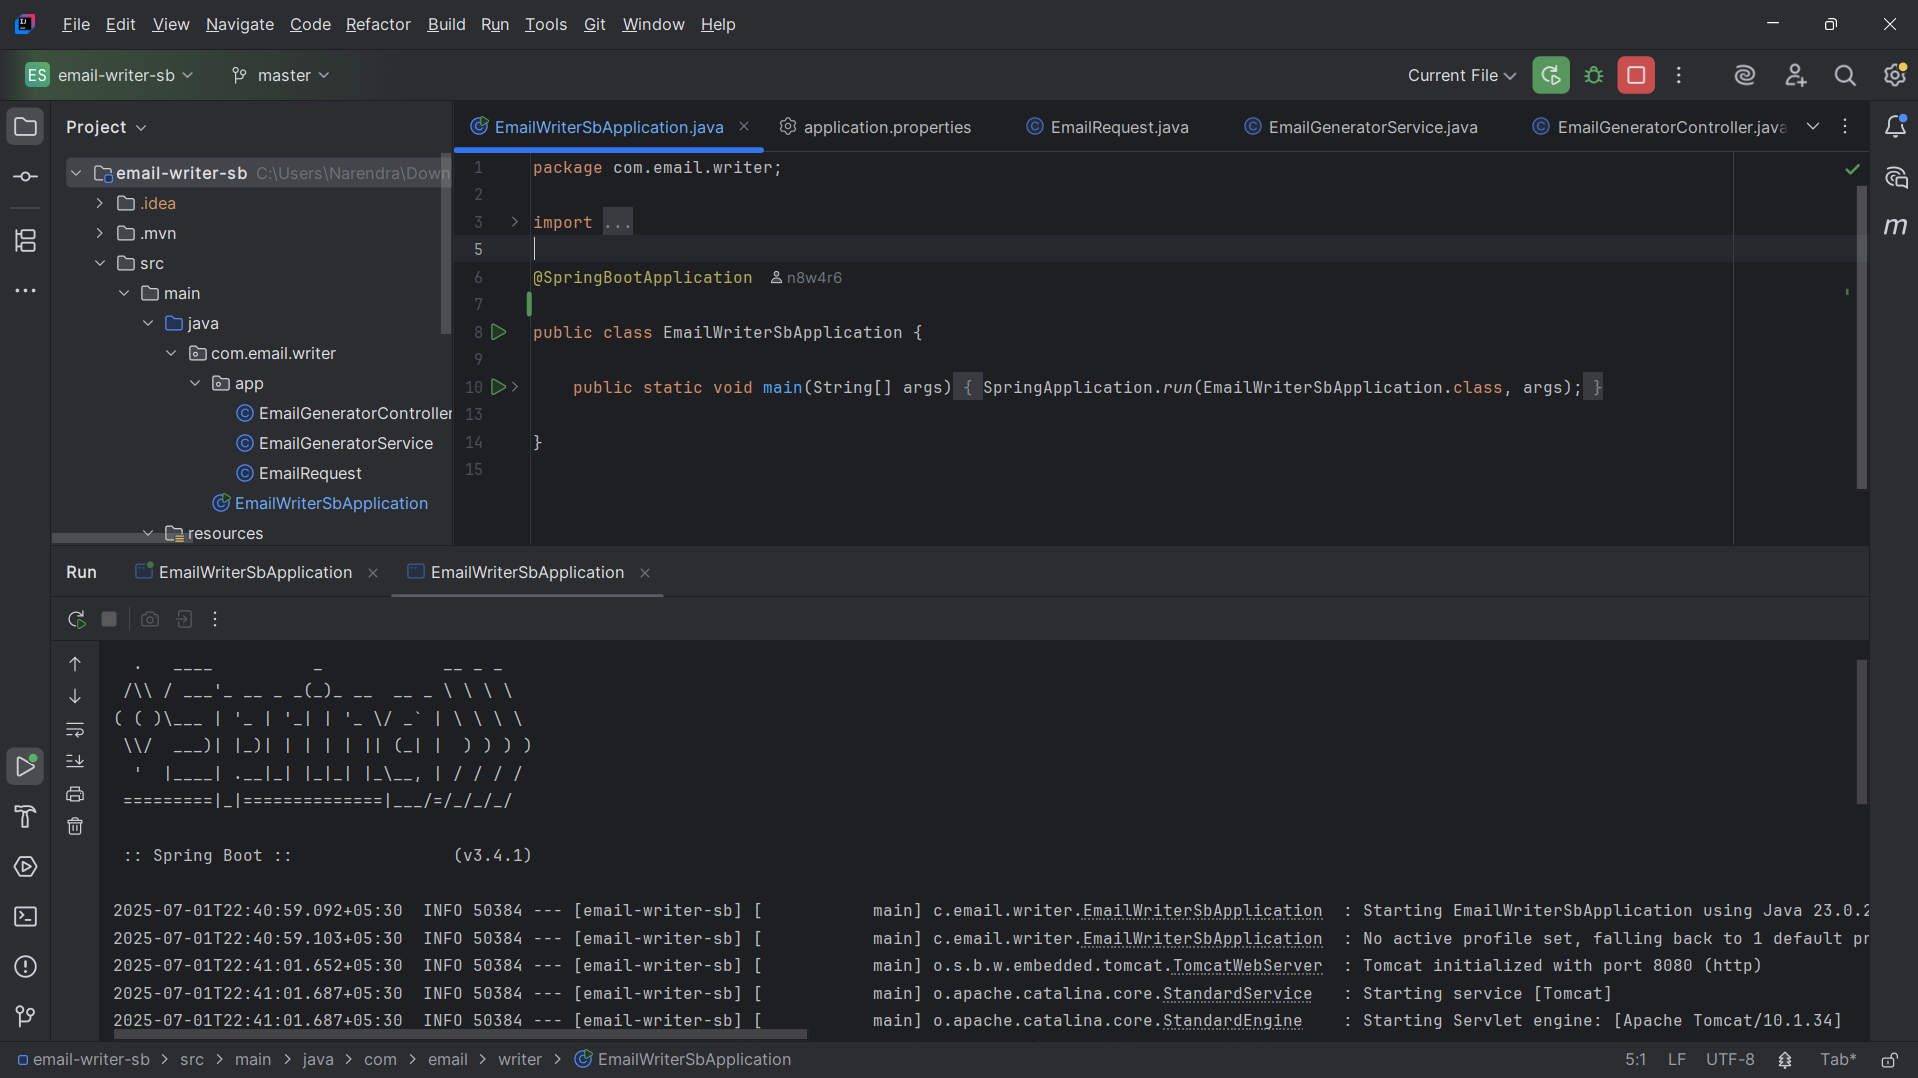 File Edit View Navigate Code Refactor Build Run Tools Git Window Help
ES email-writer-sb master Current File
Project
EmailWriterSbApplication.java application.properties EmailRequest.java EmailGeneratorService.java EmailGeneratorController.java
email-writer-sb C:\Users\Narendra\Down
.idea
.mvn
src
main
java
com.email.writer
app
EmailGeneratorController
EmailGeneratorService
EmailRequest
EmailWriterSbApplication
resources
1 package com.email.writer;
2
3 import ...
5
6 @SpringBootApplication n8w4r6
7
8 public class EmailWriterSbApplication {
9
10 public static void main(String[] args) { SpringApplication.run(EmailWriterSbApplication.class, args); }
13
14 }
15
Run EmailWriterSbApplication EmailWriterSbApplication
  .   ____          _            __ _ _
 /\\ / ___'_ __ _ _(_)_ __  __ _ \ \ \ \
( ( )\___ | '_ | '_| | '_ \/ _` | \ \ \ \
 \\/  ___)| |_)| | | | | || (_| |  ) ) ) )
  '  |____| .__|_| |_|_| |_\__, | / / / /
 =========|_|==============|___/=/_/_/_/
:: Spring Boot :: (v3.4.1)
2025-07-01T22:40:59.092+05:30 INFO 50384 --- [email-writer-sb] [ main] c.email.writer.EmailWriterSbApplication : Starting EmailWriterSbApplication using Java 23.0.2
2025-07-01T22:40:59.103+05:30 INFO 50384 --- [email-writer-sb] [ main] c.email.writer.EmailWriterSbApplication : No active profile set, falling back to 1 default pr
2025-07-01T22:41:01.652+05:30 INFO 50384 --- [email-writer-sb] [ main] o.s.b.w.embedded.tomcat.TomcatWebServer : Tomcat initialized with port 8080 (http)
2025-07-01T22:41:01.687+05:30 INFO 50384 --- [email-writer-sb] [ main] o.apache.catalina.core.StandardService : Starting service [Tomcat]
2025-07-01T22:41:01.687+05:30 INFO 50384 --- [email-writer-sb] [ main] o.apache.catalina.core.StandardEngine : Starting Servlet engine: [Apache Tomcat/10.1.34]
email-writer-sb > src > main > java > com > email > writer > EmailWriterSbApplication 5:1 LF UTF-8 Tab*